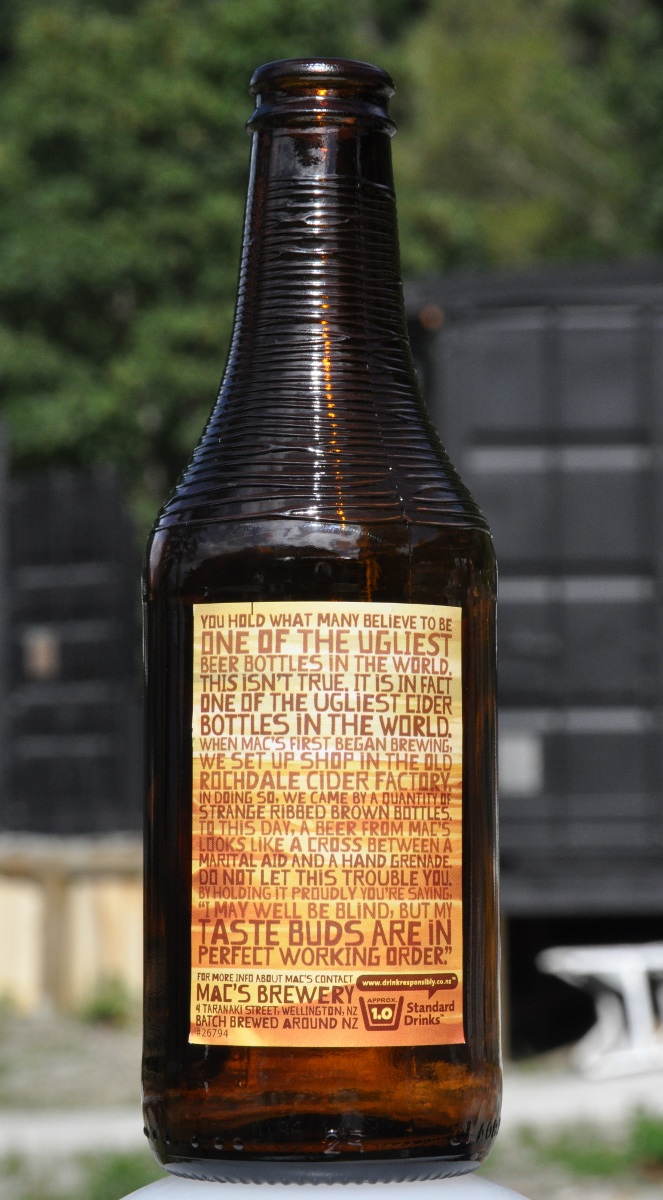 YOU HOLD WHAT MANY BELIEVE TO BE
ONE OF THE UGLIEST
BEER BOTTLES IN THE WORLD.
THIS ISN'T TRUE. IT IS IN FACT
ONE OF THE UGLIEST CIDER
BOTTLES IN THE WORLD.
WHEN MAC'S FIRST BEGAN BREWING,
WE SET UP SHOP IN THE OLD
ROCHDALE CIDER FACTORY.
IN DOING SO, WE CAME BY A QUANTITY OF
STRANGE RIBBED BROWN BOTTLES.
TO THIS DAY, A BEER FROM MAC'S
LOOKS LIKE A CROSS BETWEEN A
MARITAL AID AND A HAND GRENADE.
DO NOT LET THIS TROUBLE YOU.
BY HOLDING IT PROUDLY YOU'RE SAYING,
"I MAY WELL BE BLIND, BUT MY
TASTE BUDS ARE IN
PERFECT WORKING ORDER."
FOR MORE INFO ABOUT MAC'S CONTACT
MAC'S BREWERY
4 TARANAKI STREET, WELLINGTON, NZ
BATCH BREWED AROUND NZ
#26794
www.drinkresponsibly.co.nz
APPROX
1.0
Standard
Drinks™